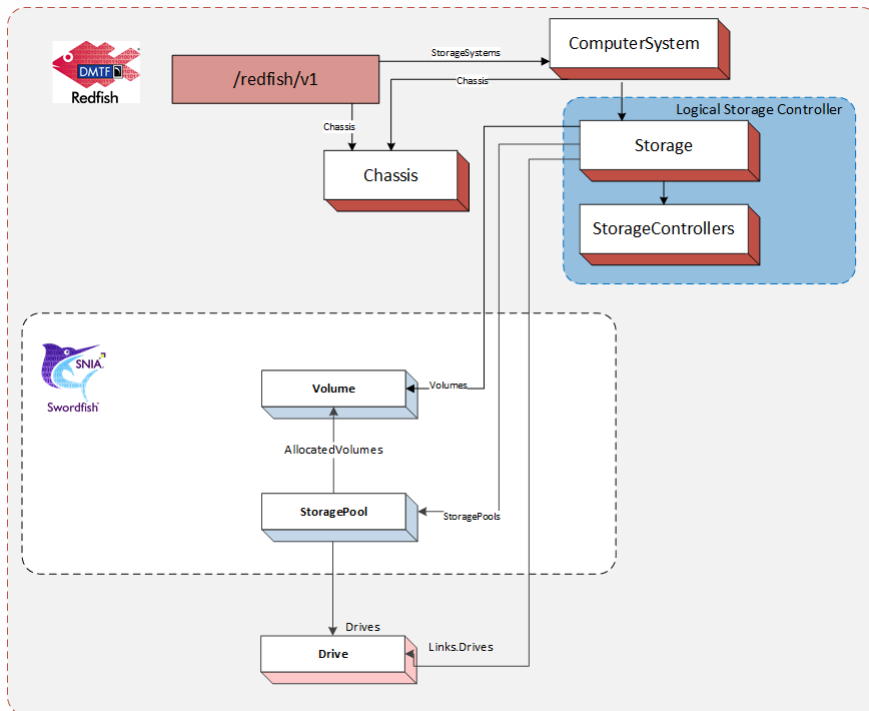 ComputerSystem
StorageSystems
DMTF
Redfish
/redfish/v1
Chassis
Chassis
Logical Storage Controller
Storage
Chassis
StorageControllers
SNIA
Swordfish
Volume
Volumes
AllocatedVolumes
StoragePool
StoragePools
Drives
Drive
Links.Drives